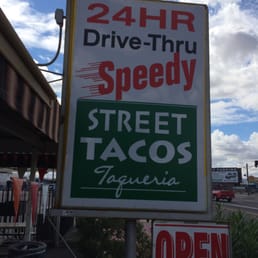 24HR
Drive-Thru
Speedy
STREET
TACOS
Taqueria
OPEN